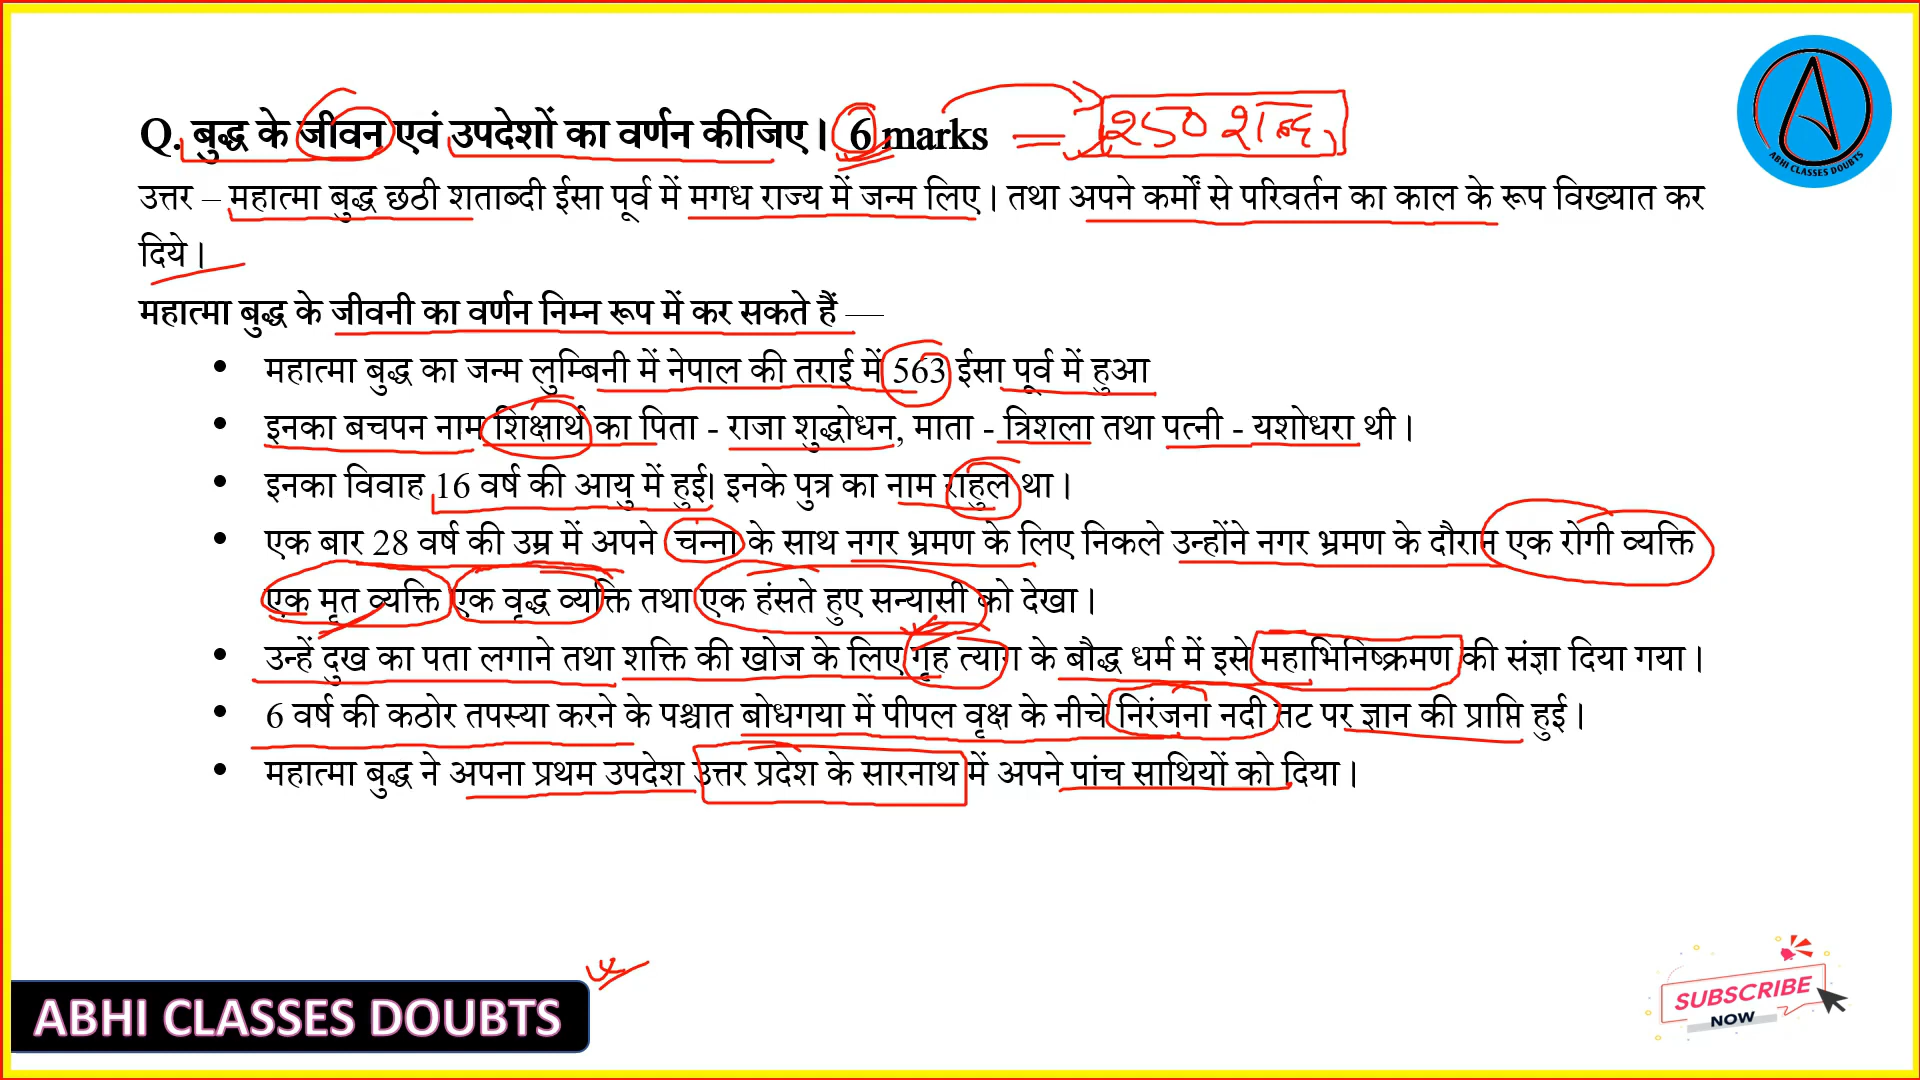 Q. बुद्ध के जीवन एवं उपदेशों का वर्णन कीजिए। 6 marks = 250 शब्द
उत्तर – महात्मा बुद्ध छठी शताब्दी ईसा पूर्व में मगध राज्य में जन्म लिए। तथा अपने कर्मों से परिवर्तन का काल के रूप विख्यात कर
दिये।
महात्मा बुद्ध के जीवनी का वर्णन निम्न रूप में कर सकते हैं —
• महात्मा बुद्ध का जन्म लुम्बिनी में नेपाल की तराई में 563 ईसा पूर्व में हुआ
• इनका बचपन नाम शिक्षार्थ का पिता - राजा शुद्धोधन, माता - त्रिशला तथा पत्नी - यशोधरा थी।
• इनका विवाह 16 वर्ष की आयु में हुई। इनके पुत्र का नाम राहुल था।
• एक बार 28 वर्ष की उम्र में अपने चन्ना के साथ नगर भ्रमण के लिए निकले उन्होंने नगर भ्रमण के दौरान एक रोगी व्यक्ति
एक मृत व्यक्ति एक वृद्ध व्यक्ति तथा एक हंसते हुए सन्यासी को देखा।
• उन्हें दुख का पता लगाने तथा शक्ति की खोज के लिए गृह त्याग के बौद्ध धर्म में इसे महाभिनिष्क्रमण की संज्ञा दिया गया।
• 6 वर्ष की कठोर तपस्या करने के पश्चात बोधगया में पीपल वृक्ष के नीचे निरंजना नदी तट पर ज्ञान की प्राप्ति हुई।
• महात्मा बुद्ध ने अपना प्रथम उपदेश उत्तर प्रदेश के सारनाथ में अपने पांच साथियों को दिया।
ABHI CLASSES DOUBTS
ABHI CLASSES DOUBTS
SUBSCRIBE
NOW